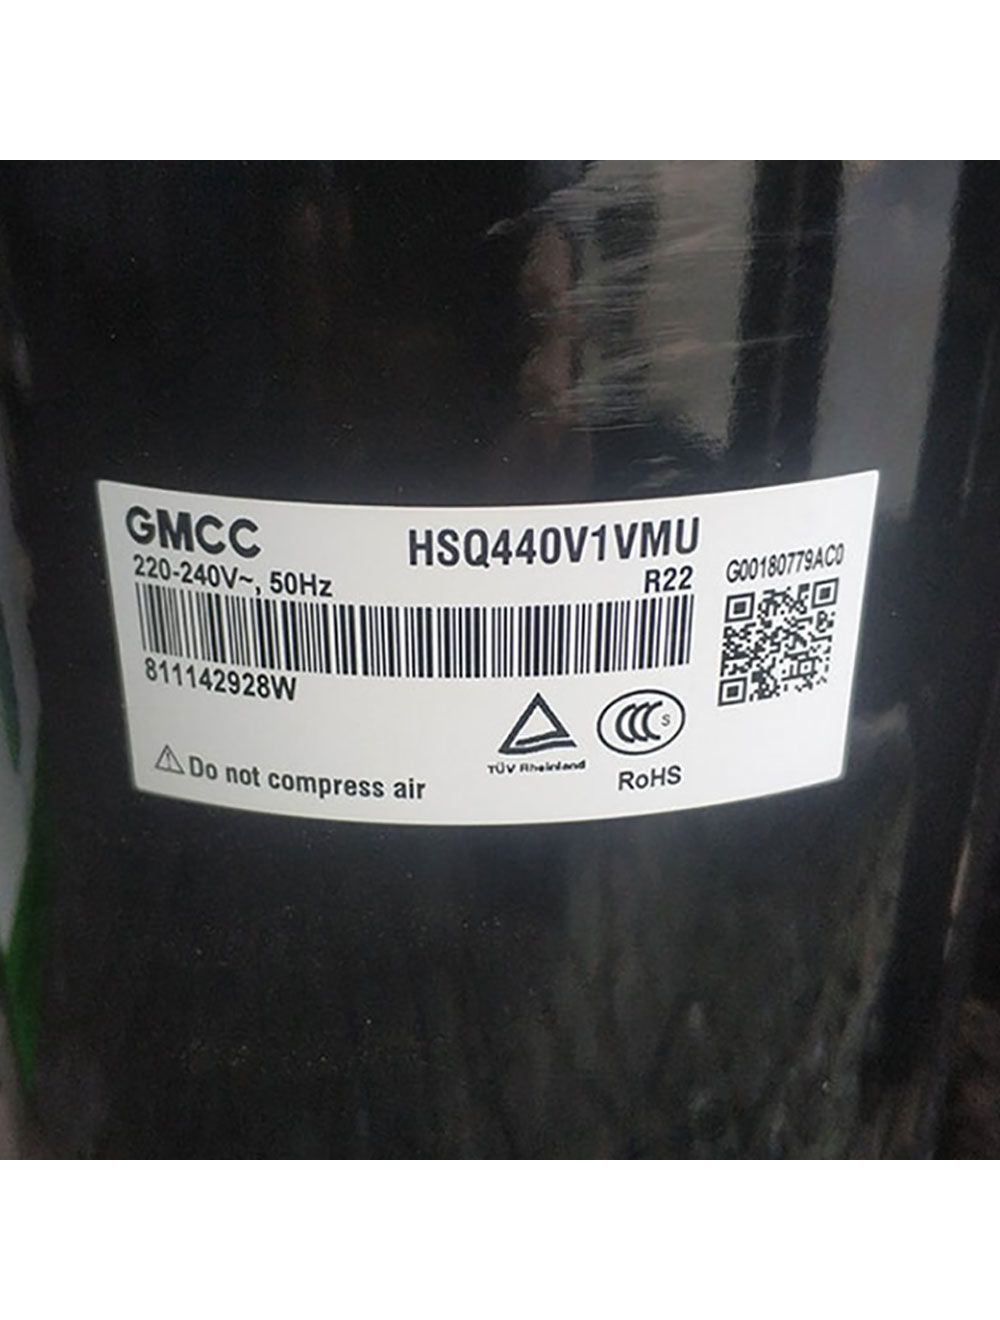 GMCC
HSQ440V1VMU
220-240V~, 50Hz
R22
G00180779AC0
811142928W
TÜV Rheinland
S
RoHS
Do not compress air